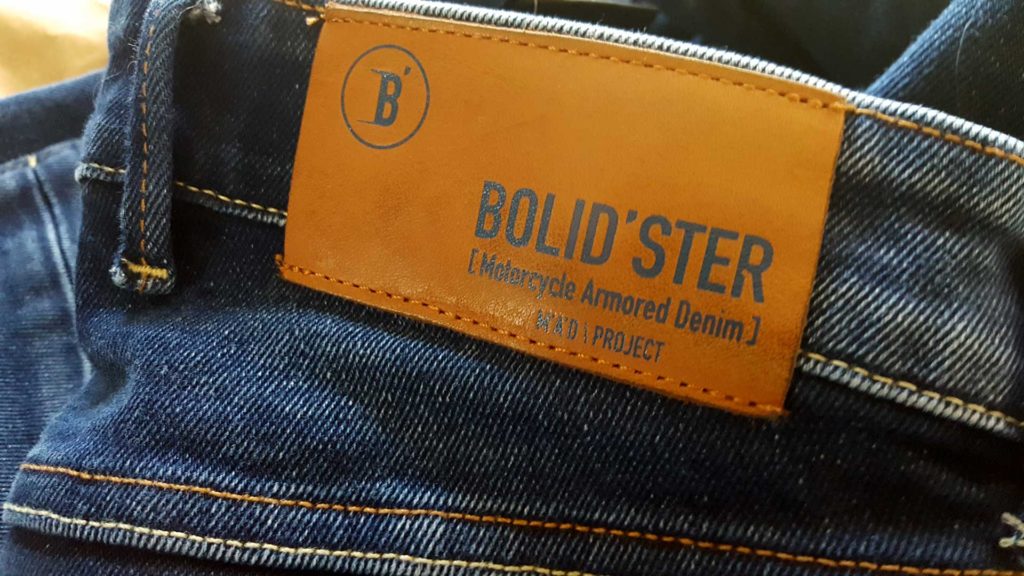 B'
BOLID'STER
[Motorcycle Armored Denim]
M'A'D \ PROJECT